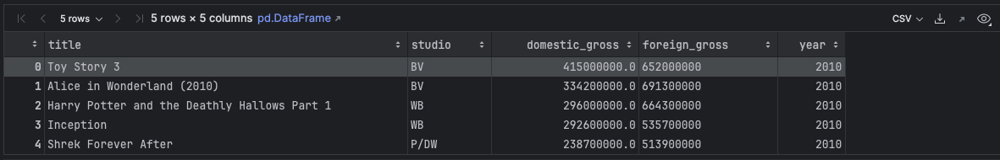 5 rows 5 rows × 5 columns pd.DataFrame CSV
title studio domestic_gross foreign_gross year
0 Toy Story 3 BV 415000000.0 652000000 2010
1 Alice in Wonderland (2010) BV 334200000.0 691300000 2010
2 Harry Potter and the Deathly Hallows Part 1 WB 296000000.0 664300000 2010
3 Inception WB 292600000.0 535700000 2010
4 Shrek Forever After P/DW 238700000.0 513900000 2010